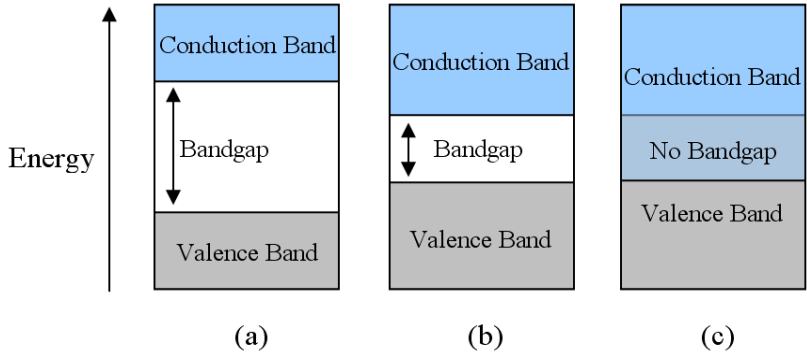 Energy
Conduction Band
Bandgap
Valence Band
(a)
Conduction Band
Bandgap
Valence Band
(b)
Conduction Band
No Bandgap
Valence Band
(c)